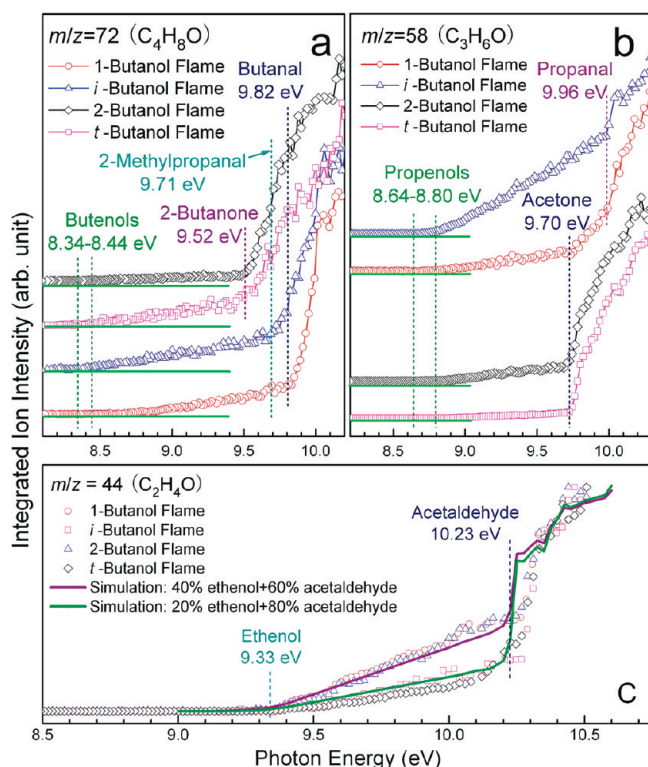 m/z=72 (C4H8O)
a
1-Butanol Flame
i -Butanol Flame
2-Butanol Flame
t -Butanol Flame
Butanal
9.82 eV
2-Methylpropanal
9.71 eV
Butenols
8.34-8.44 eV
2-Butanone
9.52 eV
8.5
9.0
9.5
10.0
m/z=58 (C3H6O)
b
1-Butanol Flame
i -Butanol Flame
2-Butanol Flame
t -Butanol Flame
Propanal
9.96 eV
Propenols
8.64-8.80 eV
Acetone
9.70 eV
8.5
9.0
9.5
10.0
Integrated Ion Intensity (arb. unit)
m/z = 44 (C2H4O)
1-Butanol Flame
i -Butanol Flame
2-Butanol Flame
t -Butanol Flame
Simulation: 40% ethenol+60% acetaldehyde
Simulation: 20% ethenol+80% acetaldehyde
Acetaldehyde
10.23 eV
Ethenol
9.33 eV
C
8.5
9.0
9.5
10.0
10.5
Photon Energy (eV)